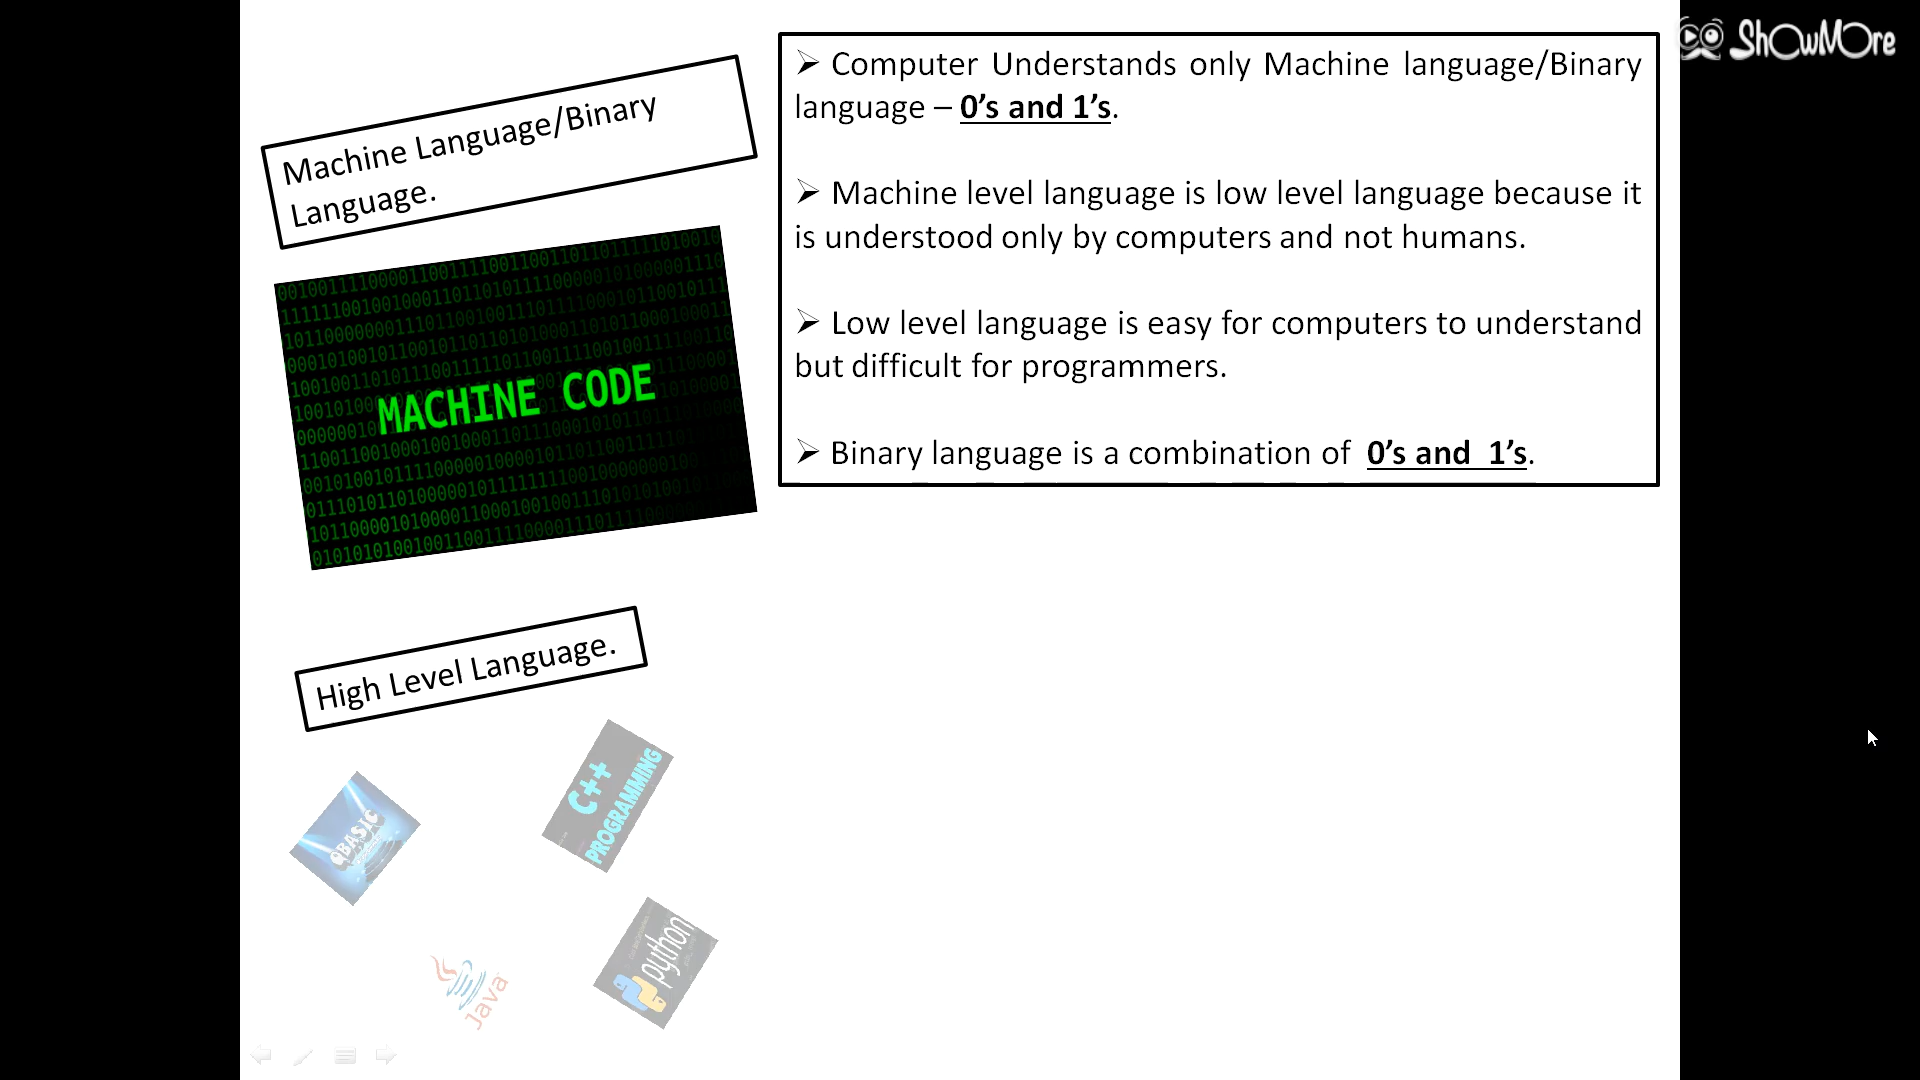 ShowMore
Machine Language/Binary
Language.
➢ Computer Understands only Machine language/Binary
language – 0’s and 1’s.
➢ Machine level language is low level language because it
is understood only by computers and not humans.
➢ Low level language is easy for computers to understand
but difficult for programmers.
➢ Binary language is a combination of 0’s and 1’s.
MACHINE CODE
High Level Language.
QBASIC
C++
PROGRAMMING
Java
python